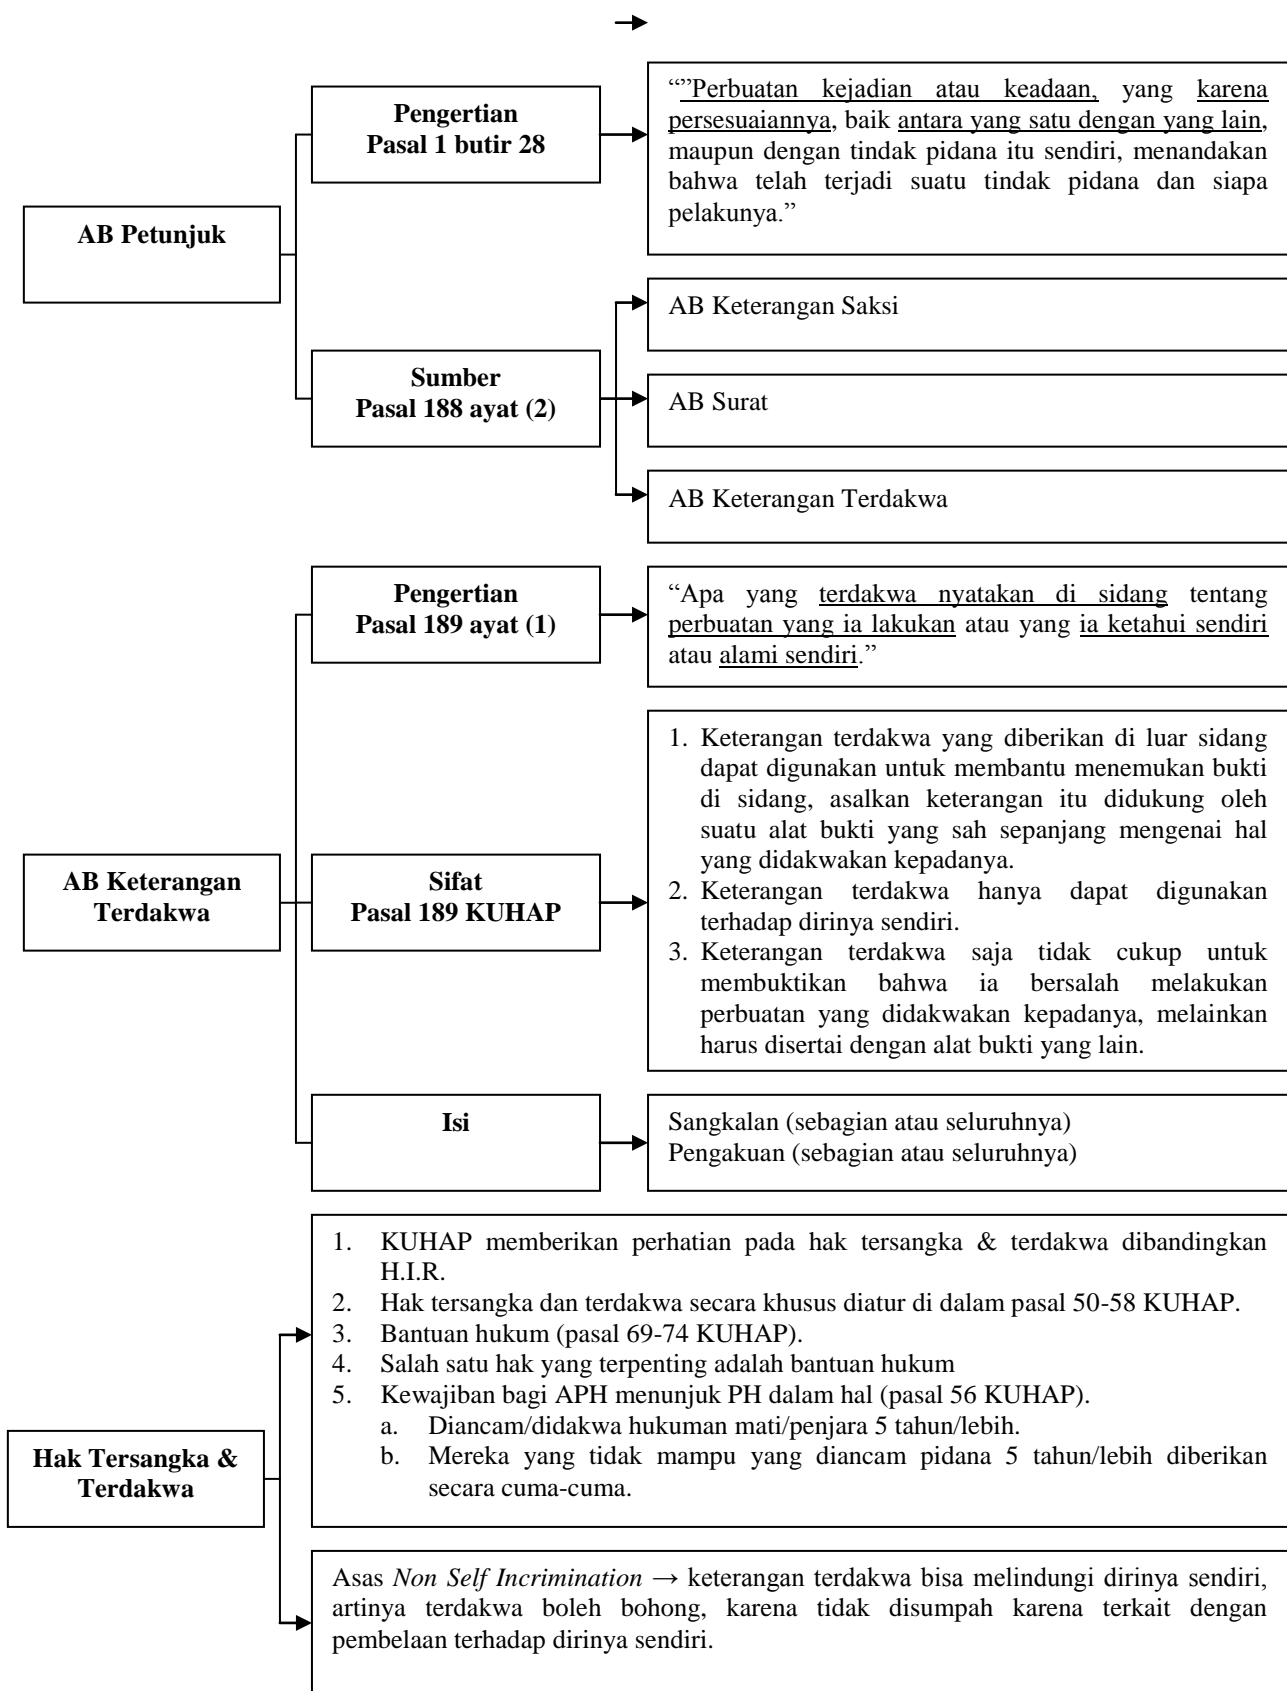 AB Petunjuk
Pengertian
Pasal 1 butir 28
“”Perbuatan kejadian atau keadaan, yang karena
persesuaiannya, baik antara yang satu dengan yang lain,
maupun dengan tindak pidana itu sendiri, menandakan
bahwa telah terjadi suatu tindak pidana dan siapa
pelakunya.”
Sumber
Pasal 188 ayat (2)
AB Keterangan Saksi
AB Surat
AB Keterangan Terdakwa
AB Keterangan
Terdakwa
Pengertian
Pasal 189 ayat (1)
“Apa yang terdakwa nyatakan di sidang tentang
perbuatan yang ia lakukan atau yang ia ketahui sendiri
atau alami sendiri.”
Sifat
Pasal 189 KUHAP
1. Keterangan terdakwa yang diberikan di luar sidang
dapat digunakan untuk membantu menemukan bukti
di sidang, asalkan keterangan itu didukung oleh
suatu alat bukti yang sah sepanjang mengenai hal
yang didakwakan kepadanya.
2. Keterangan terdakwa hanya dapat digunakan
terhadap dirinya sendiri.
3. Keterangan terdakwa saja tidak cukup untuk
membuktikan bahwa ia bersalah melakukan
perbuatan yang didakwakan kepadanya, melainkan
harus disertai dengan alat bukti yang lain.
Isi
Sangkalan (sebagian atau seluruhnya)
Pengakuan (sebagian atau seluruhnya)
Hak Tersangka &
Terdakwa
1. KUHAP memberikan perhatian pada hak tersangka & terdakwa dibandingkan
H.I.R.
2. Hak tersangka dan terdakwa secara khusus diatur di dalam pasal 50-58 KUHAP.
3. Bantuan hukum (pasal 69-74 KUHAP).
4. Salah satu hak yang terpenting adalah bantuan hukum
5. Kewajiban bagi APH menunjuk PH dalam hal (pasal 56 KUHAP).
a. Diancam/didakwa hukuman mati/penjara 5 tahun/lebih.
b. Mereka yang tidak mampu yang diancam pidana 5 tahun/lebih diberikan
secara cuma-cuma.
Asas Non Self Incrimination → keterangan terdakwa bisa melindungi dirinya sendiri,
artinya terdakwa boleh bohong, karena tidak disumpah karena terkait dengan
pembelaan terhadap dirinya sendiri.